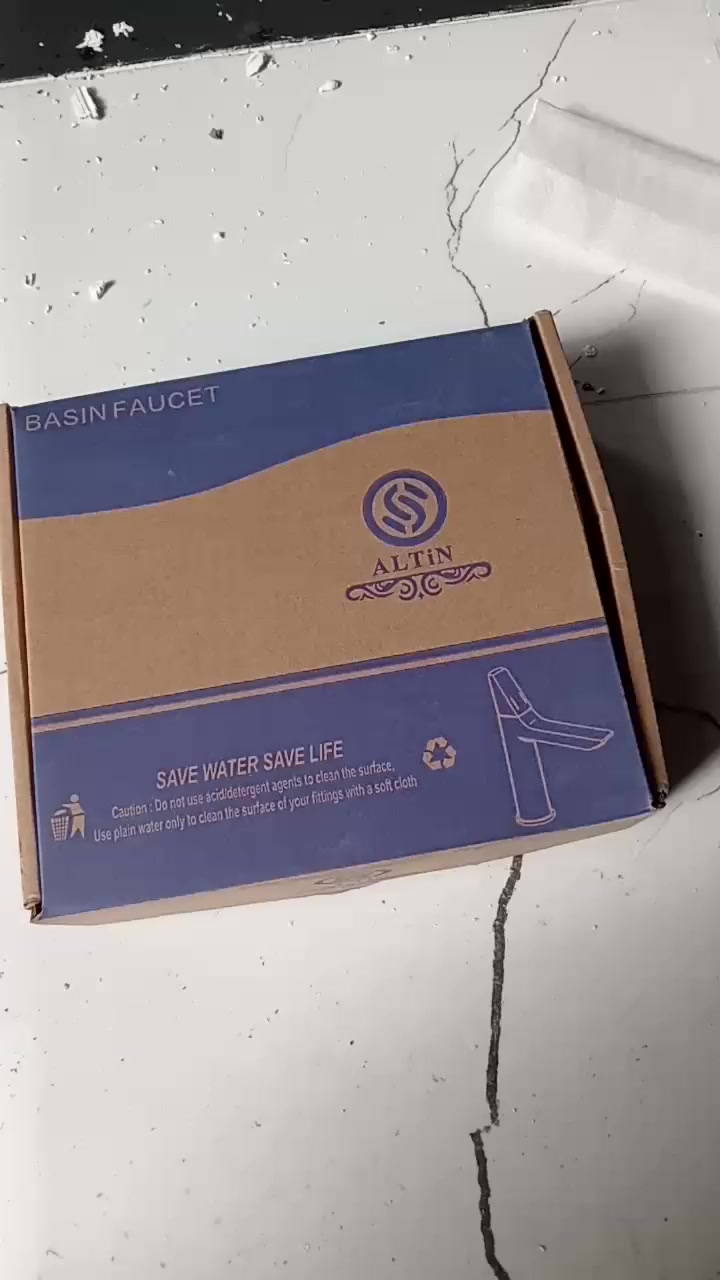 BASIN FAUCET
ALTiN
SAVE WATER SAVE LIFE
Caution : Do not use acid/detergent agents to clean the surface,
Use plain water only to clean the surface of your fittings with a soft cloth